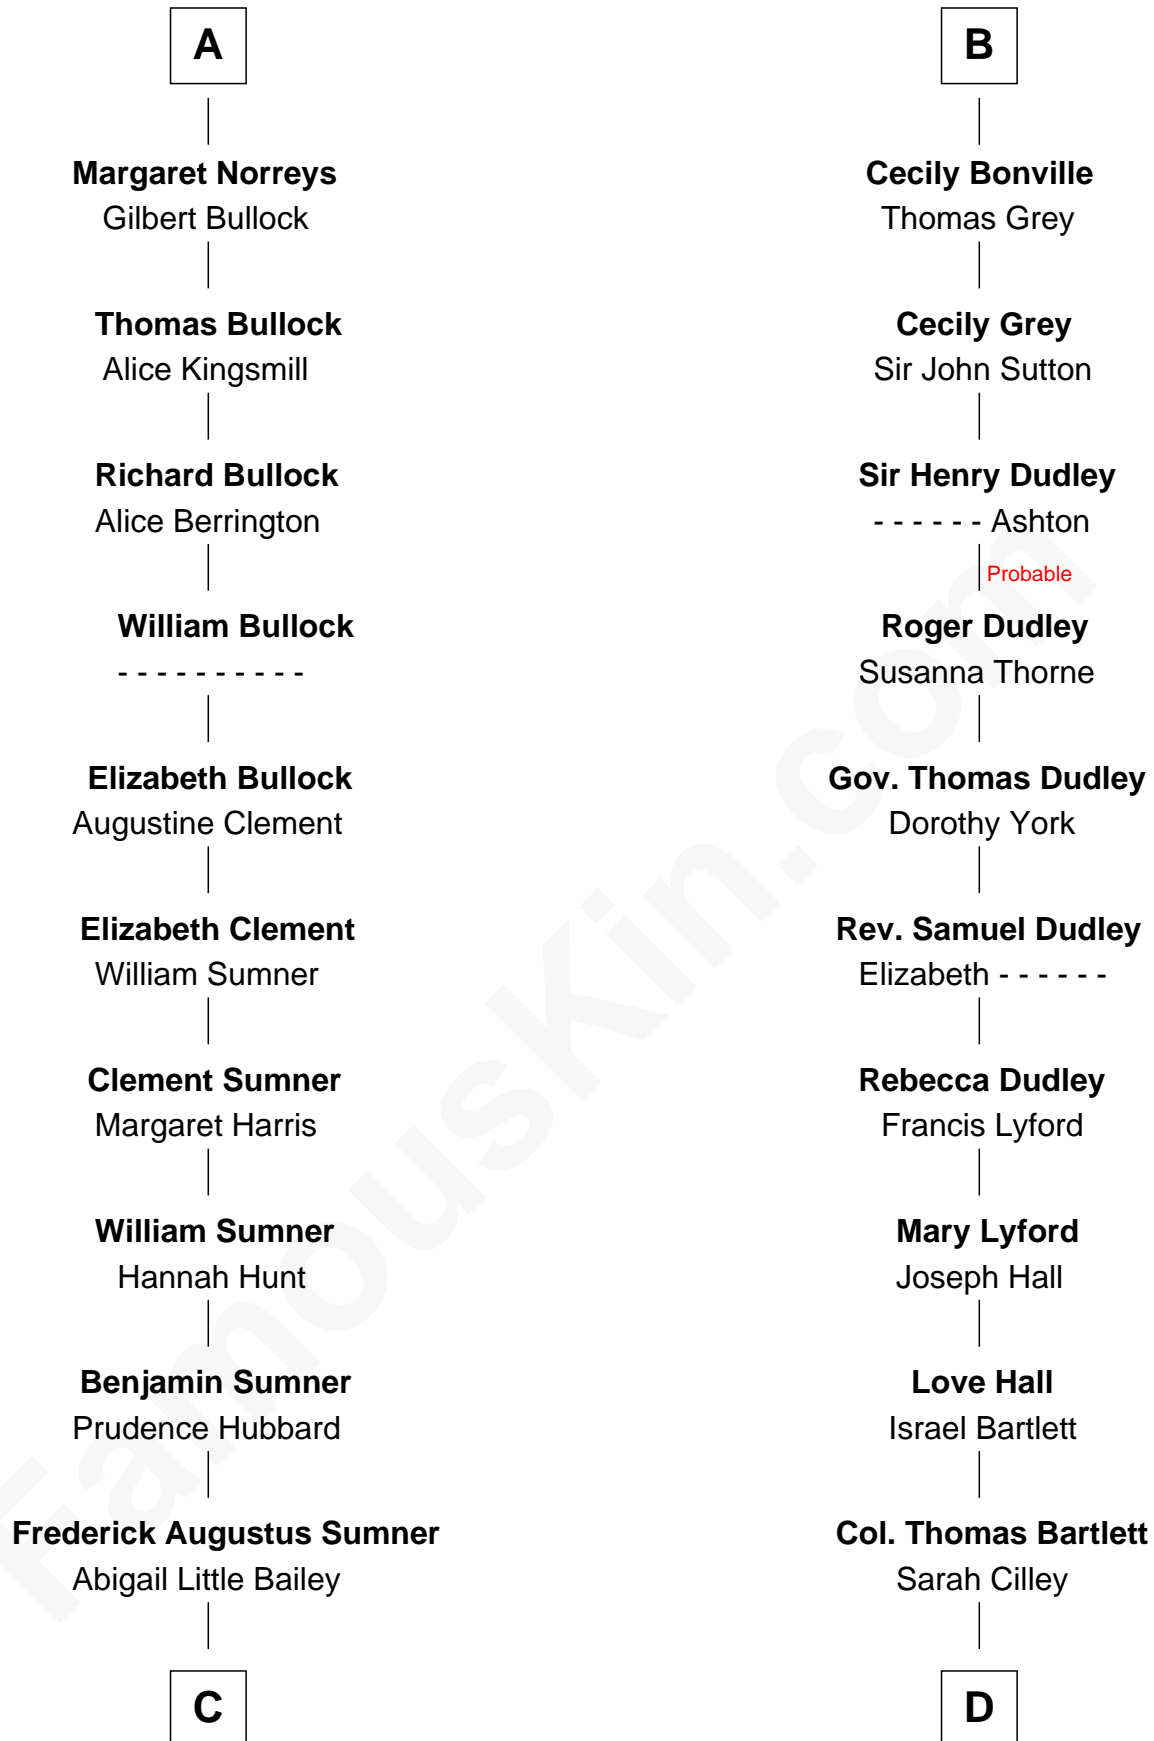 A
Margaret Norreys
Gilbert Bullock
Thomas Bullock
Alice Kingsmill
Richard Bullock
Alice Berrington
William Bullock
- - - - - - - - - -
Elizabeth Bullock
Augustine Clement
Elizabeth Clement
William Sumner
Clement Sumner
Margaret Harris
William Sumner
Hannah Hunt
Benjamin Sumner
Prudence Hubbard
Frederick Augustus Sumner
Abigail Little Bailey
C
B
Cecily Bonville
Thomas Grey
Cecily Grey
Sir John Sutton
Sir Henry Dudley
- - - - - - Ashton
Probable
Roger Dudley
Susanna Thorne
Gov. Thomas Dudley
Dorothy York
Rev. Samuel Dudley
Elizabeth - - - - - -
Rebecca Dudley
Francis Lyford
Mary Lyford
Joseph Hall
Love Hall
Israel Bartlett
Col. Thomas Bartlett
Sarah Cilley
D
FamousKin.com